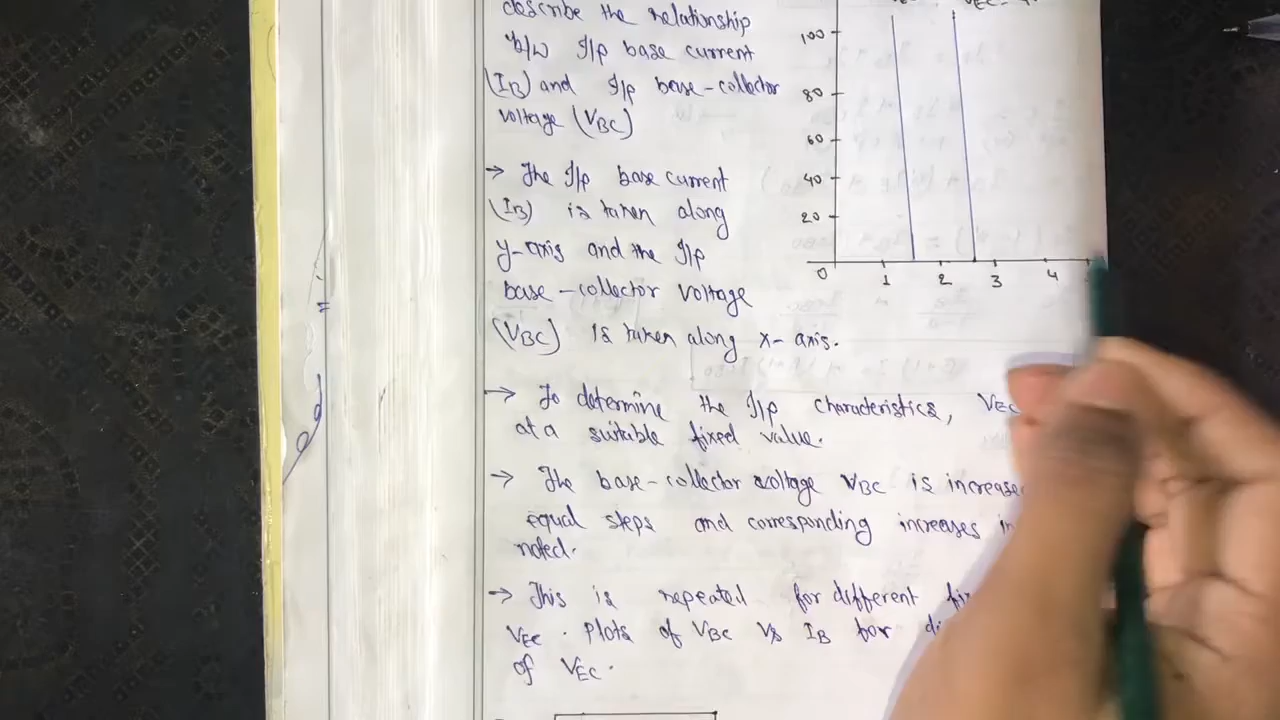 describe the relationship
b/w I/p base current
(IB) and I/p base-collector
voltage (VBC)
→ The I/p base current
(IB) is taken along
y-axis and the I/p
base-collector voltage
(VBC) is taken along x-axis.
→ To determine the I/p characteristics, VEC
at a suitable fixed value.
→ The base-collector voltage VBC is increase
equal steps and corresponding increases in
noted.
→ This is repeated for different
VEC. Plots of VBC Vs IB for
of VEC.
VEC
100
80
60
40
20
0 1 2 3 4